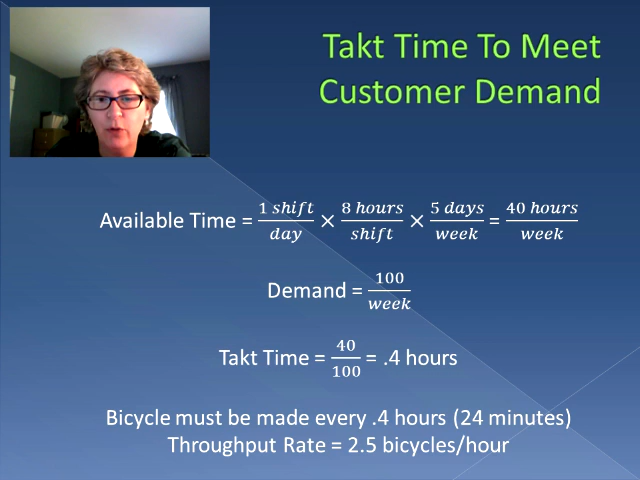 Takt Time To Meet
Customer Demand
Available Time = 1 shift/day × 8 hours/shift × 5 days/week = 40 hours/week
Demand = 100/week
Takt Time = 40/100 = .4 hours
Bicycle must be made every .4 hours (24 minutes)
Throughput Rate = 2.5 bicycles/hour